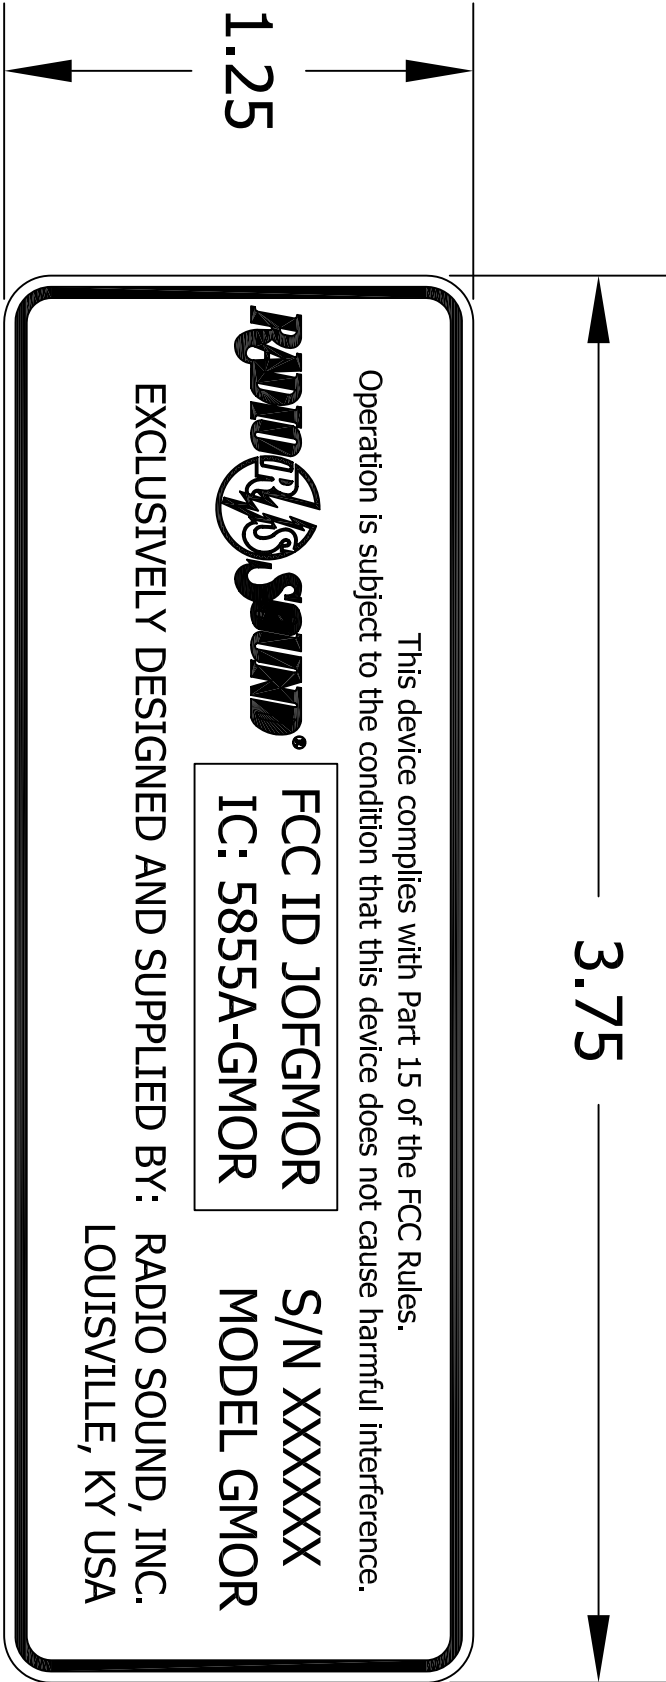 3.75
1.25
This device complies with Part 15 of the FCC Rules.
Operation is subject to the condition that this device does not cause harmful interference.
RADIO RS SOUND®
FCC ID JOFGMOR
IC: 5855A-GMOR
S/N XXXXXX
MODEL GMOR
EXCLUSIVELY DESIGNED AND SUPPLIED BY: RADIO SOUND, INC.
LOUISVILLE, KY USA